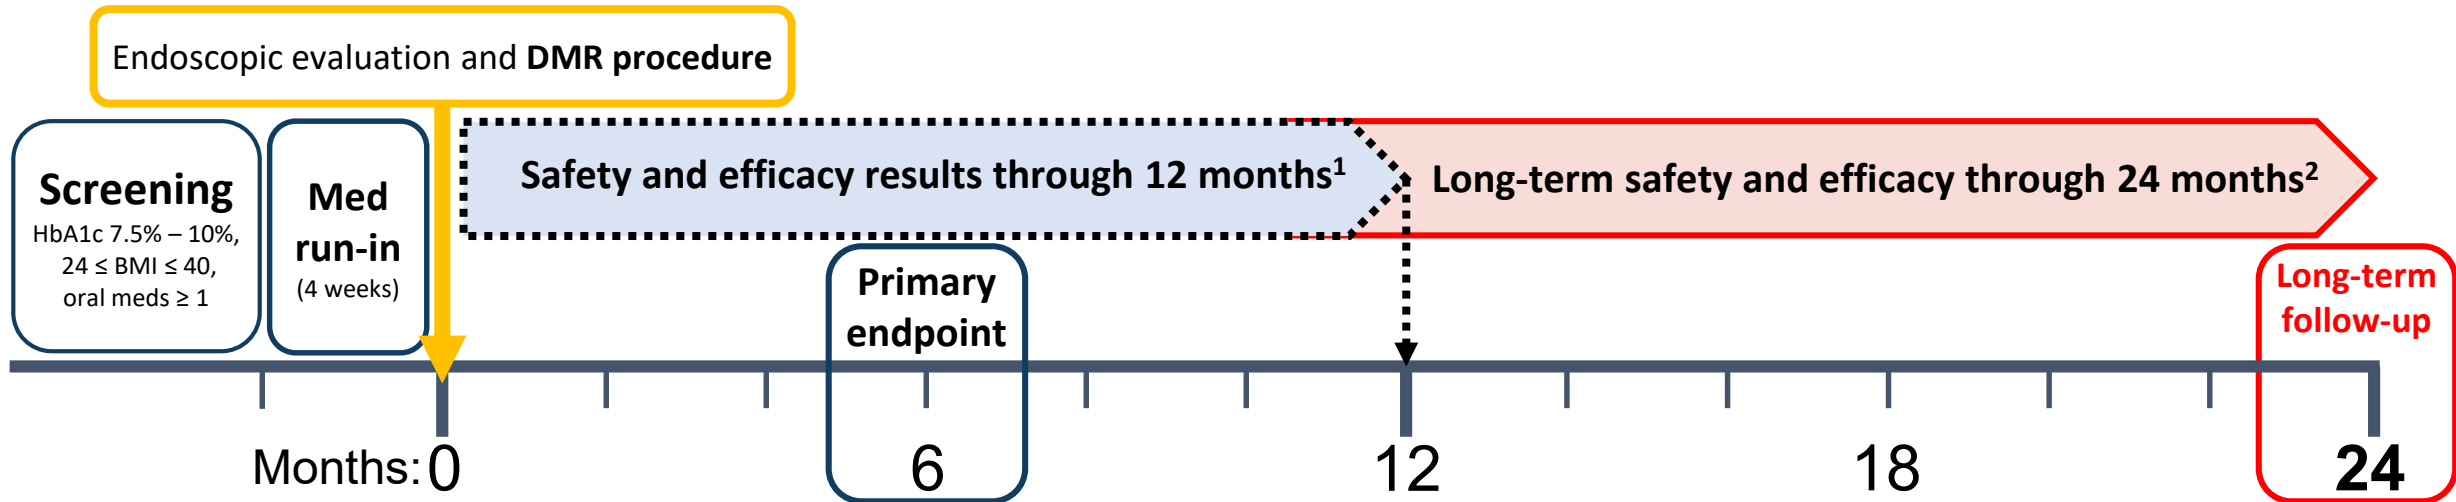 Endoscopic evaluation and DMR procedure
Screening
HbA1c 7.5% – 10%,
24 ≤ BMI ≤ 40,
oral meds ≥ 1
Med
run-in
(4 weeks)
Safety and efficacy results through 12 months¹
Long-term safety and efficacy through 24 months²
Primary
endpoint
Long-term
follow-up
Months: 0 6 12 18 24